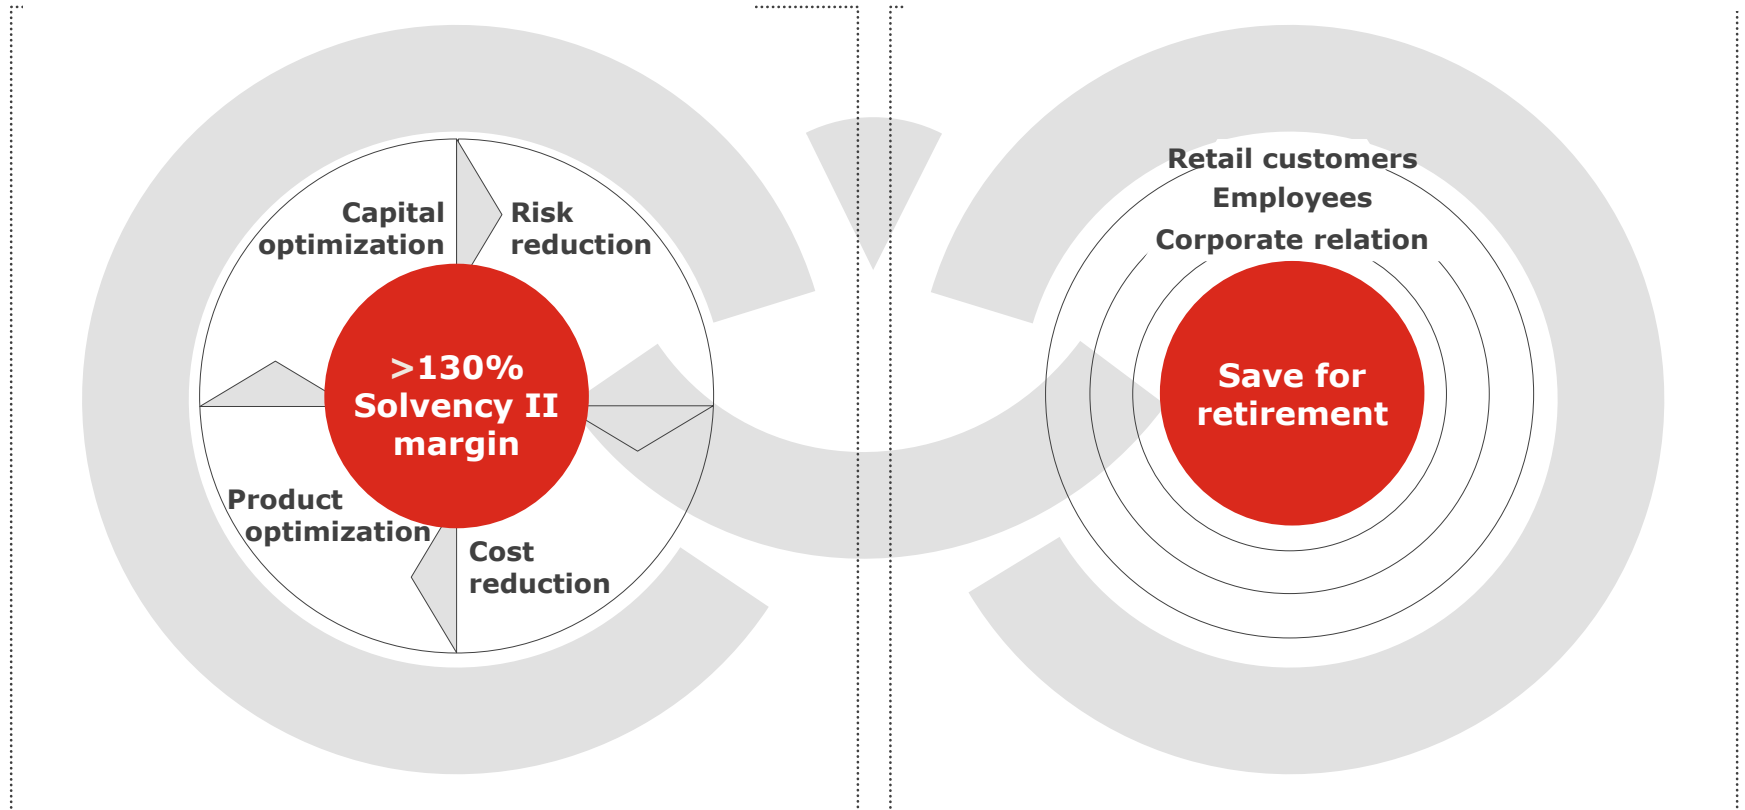 Capital
optimization
Risk
reduction
>130%
Solvency II
margin
Product
optimization
Cost
reduction
Retail customers
Employees
Corporate relation
Save for
retirement